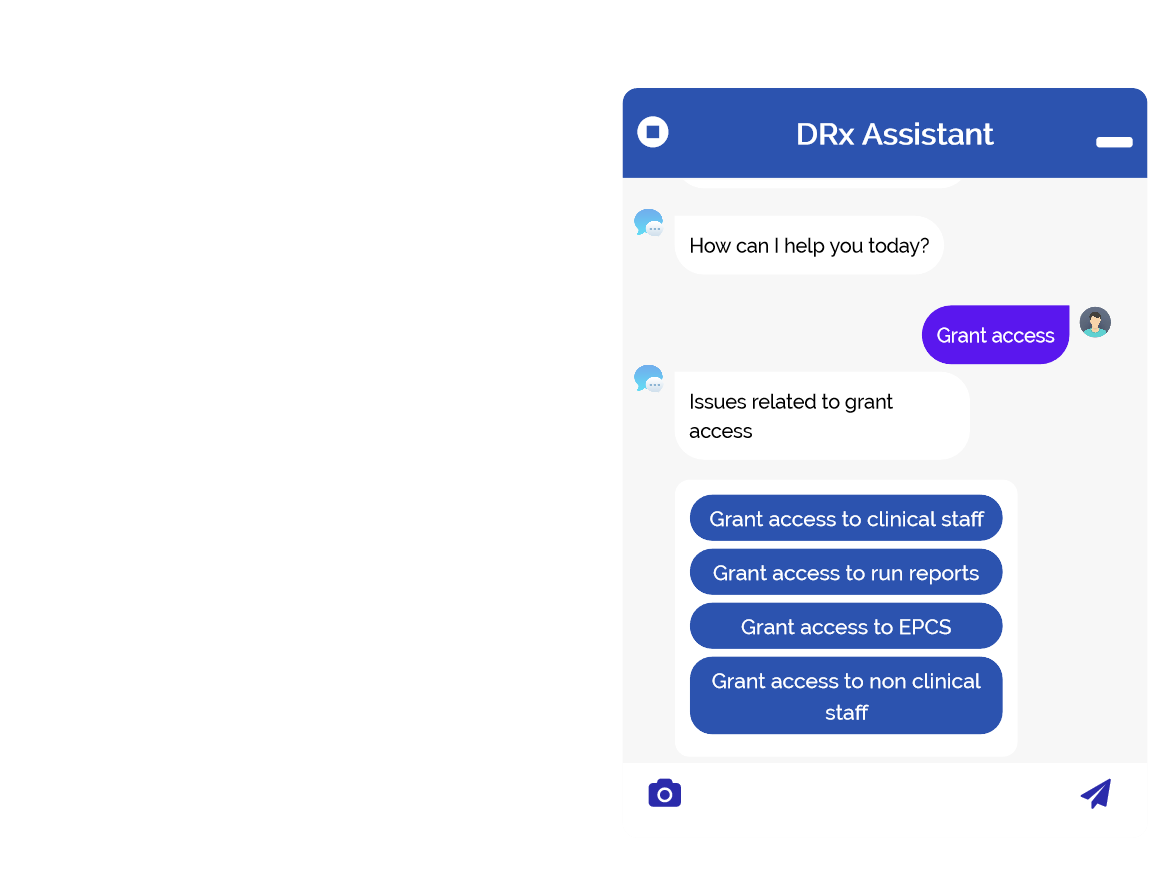 DRx Assistant
How can I help you today?
Grant access
Issues related to grant
access
Grant access to clinical staff
Grant access to run reports
Grant access to EPCS
Grant access to non clinical
staff